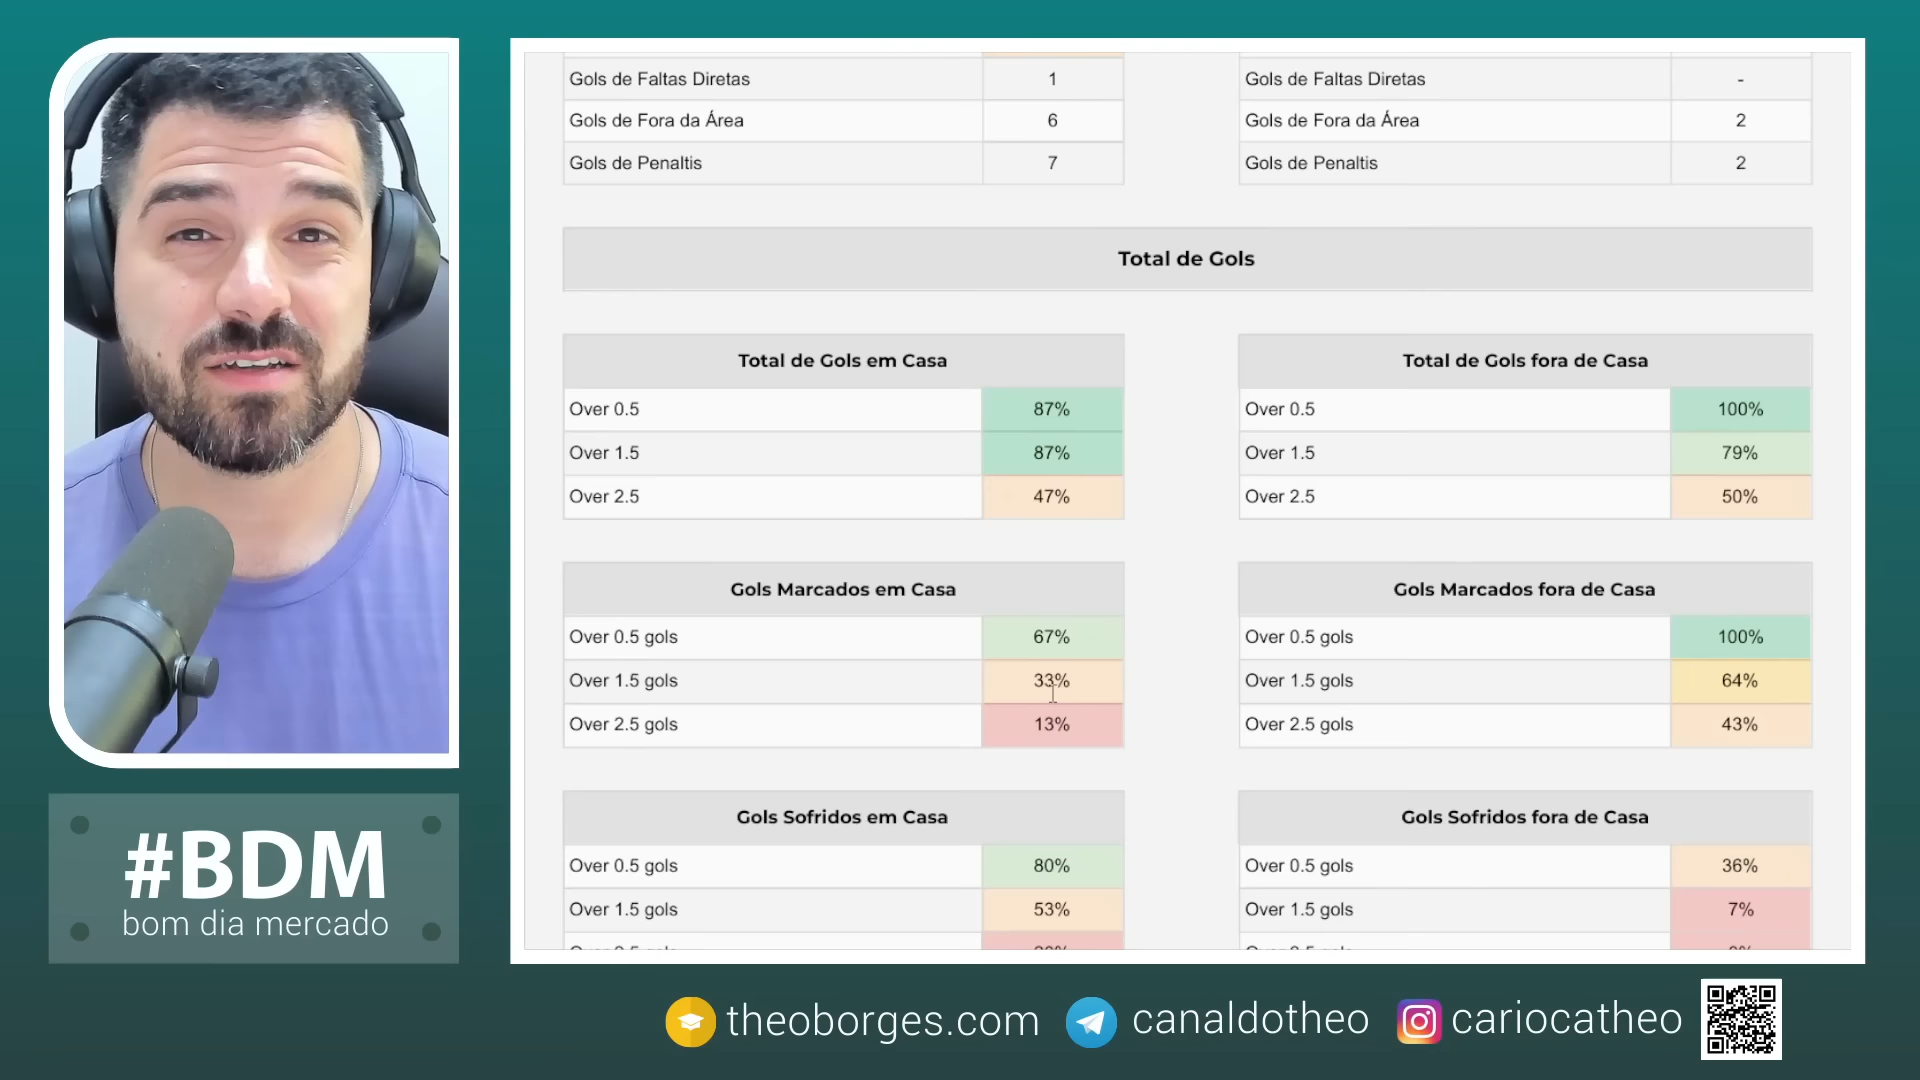 Gols de Faltas Diretas 1
Gols de Fora da Área 6
Gols de Penaltis 7
Gols de Faltas Diretas -
Gols de Fora da Área 2
Gols de Penaltis 2
Total de Gols
Total de Gols em Casa
Over 0.5 87%
Over 1.5 87%
Over 2.5 47%
Total de Gols fora de Casa
Over 0.5 100%
Over 1.5 79%
Over 2.5 50%
Gols Marcados em Casa
Over 0.5 gols 67%
Over 1.5 gols 33%
Over 2.5 gols 13%
Gols Marcados fora de Casa
Over 0.5 gols 100%
Over 1.5 gols 64%
Over 2.5 gols 43%
Gols Sofridos em Casa
Over 0.5 gols 80%
Over 1.5 gols 53%
Gols Sofridos fora de Casa
Over 0.5 gols 36%
Over 1.5 gols 7%
#BDM
bom dia mercado
theoborges.com
canaldotheo
cariocatheo